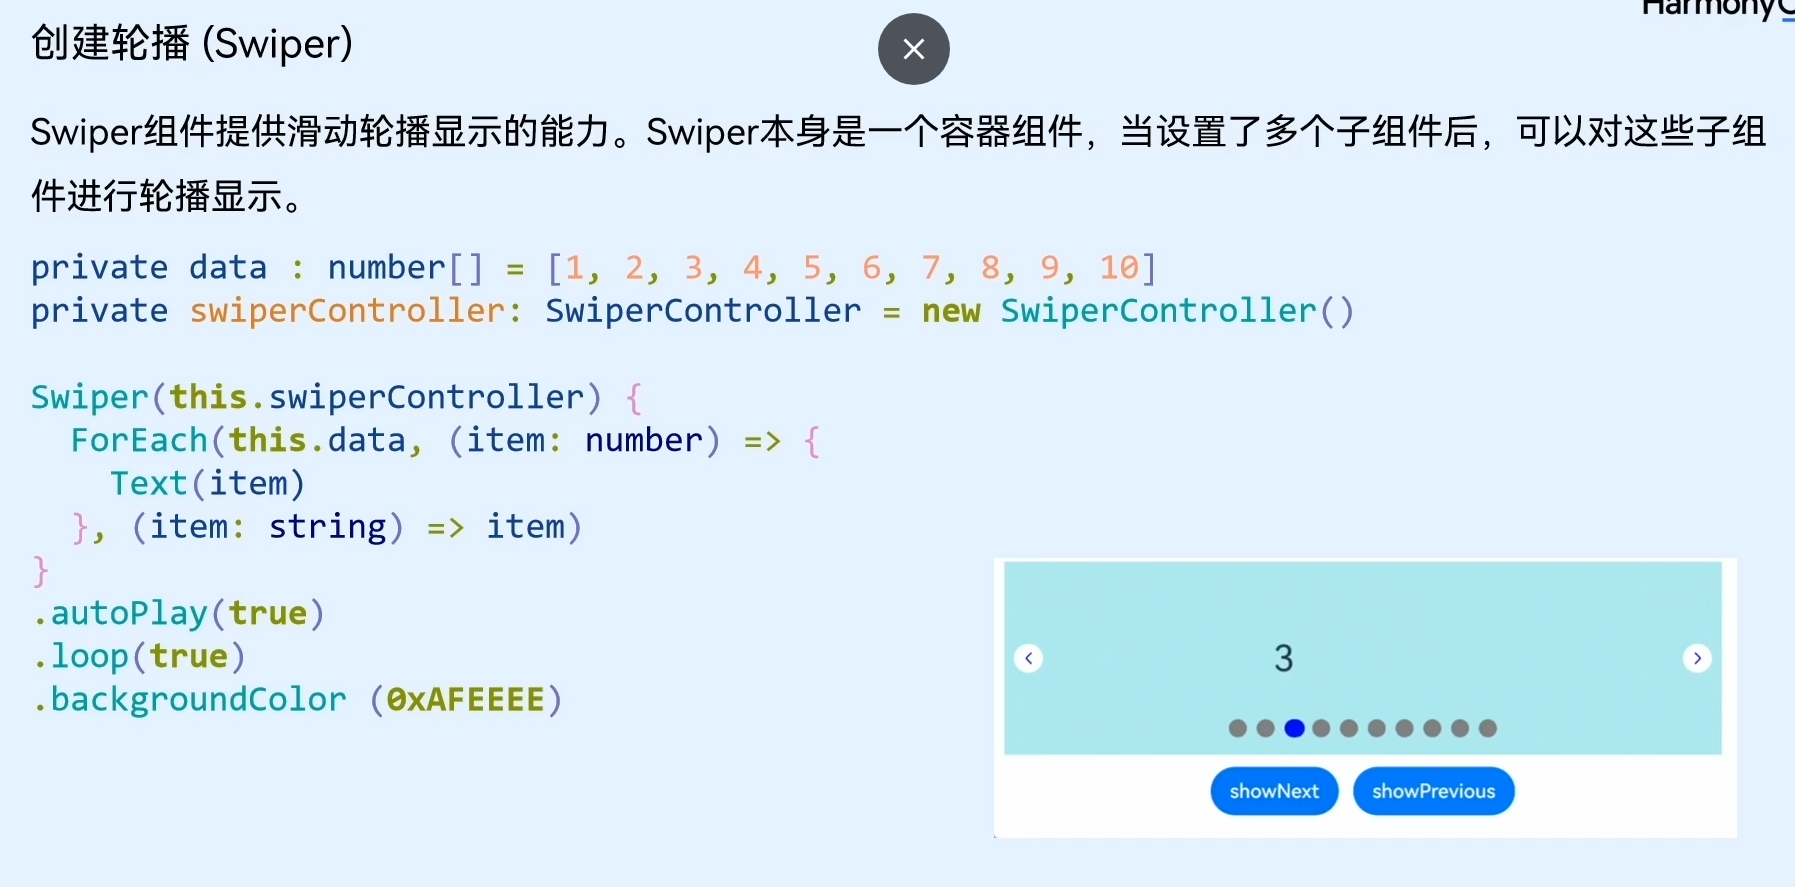 创建轮播 (Swiper)
Swiper组件提供滑动轮播显示的能力。Swiper本身是一个容器组件，当设置了多个子组件后，可以对这些子组
件进行轮播显示。
private data : number[] = [1, 2, 3, 4, 5, 6, 7, 8, 9, 10]
private swiperController: SwiperController = new SwiperController()
Swiper(this.swiperController) {
  ForEach(this.data, (item: number) => {
    Text(item)
  }, (item: string) => item)
}
.autoPlay(true)
.loop(true)
.backgroundColor (0xAFEEEE)
3
showNext showPrevious